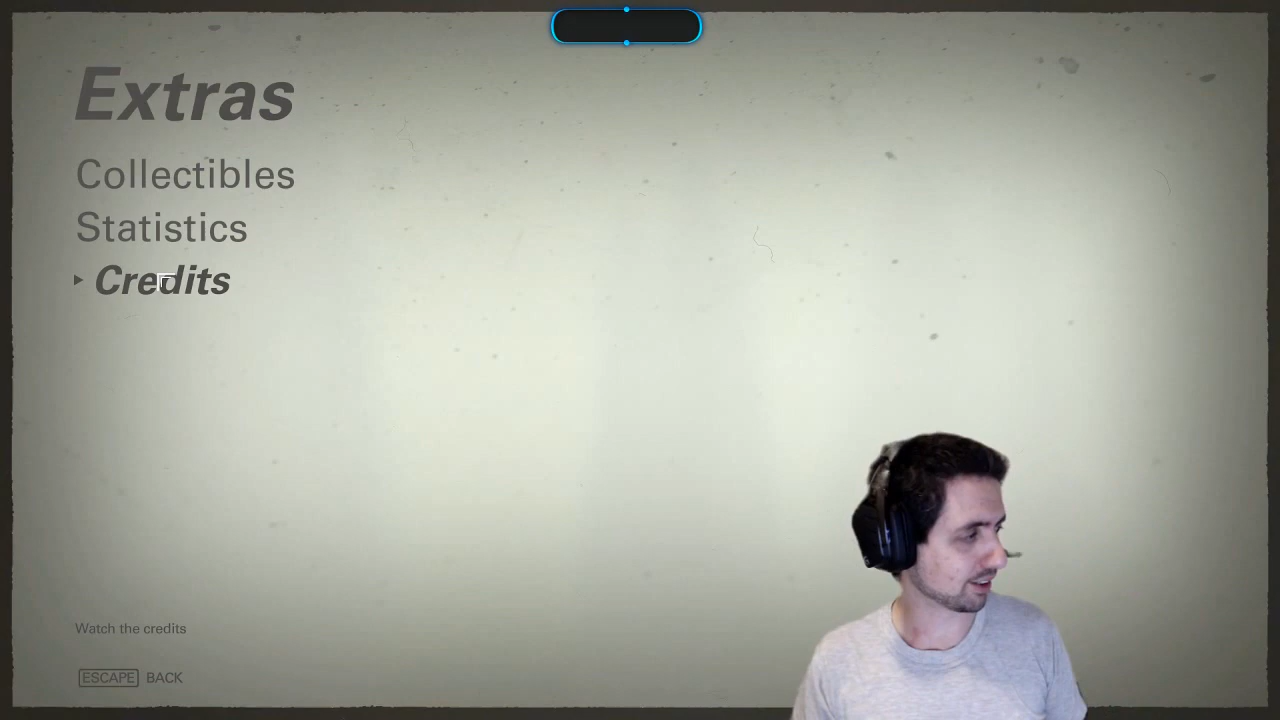 Extras
Collectibles
Statistics
Credits
Watch the credits
ESCAPE BACK